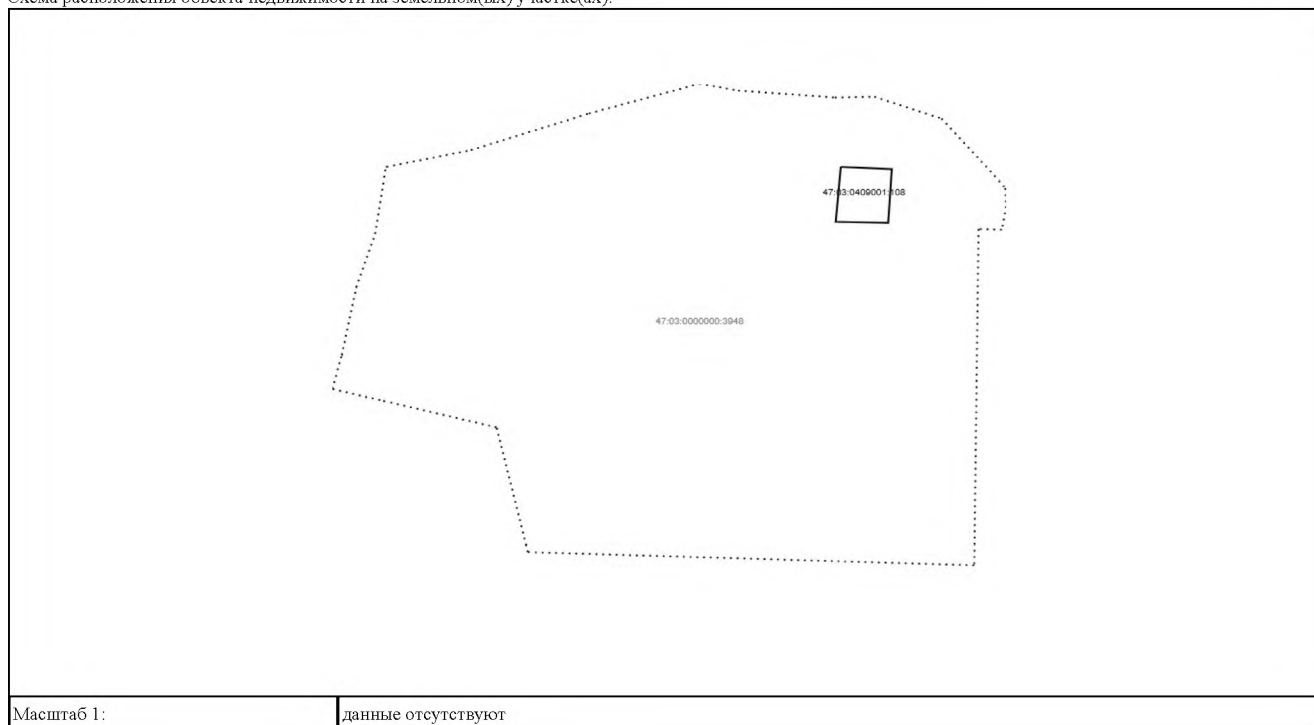 Схема расположения объекта недвижимости на земельном(ых) участке(ах):
47:03:0409001:108
47:03:0000000:3948
Масштаб 1:
данные отсутствуют